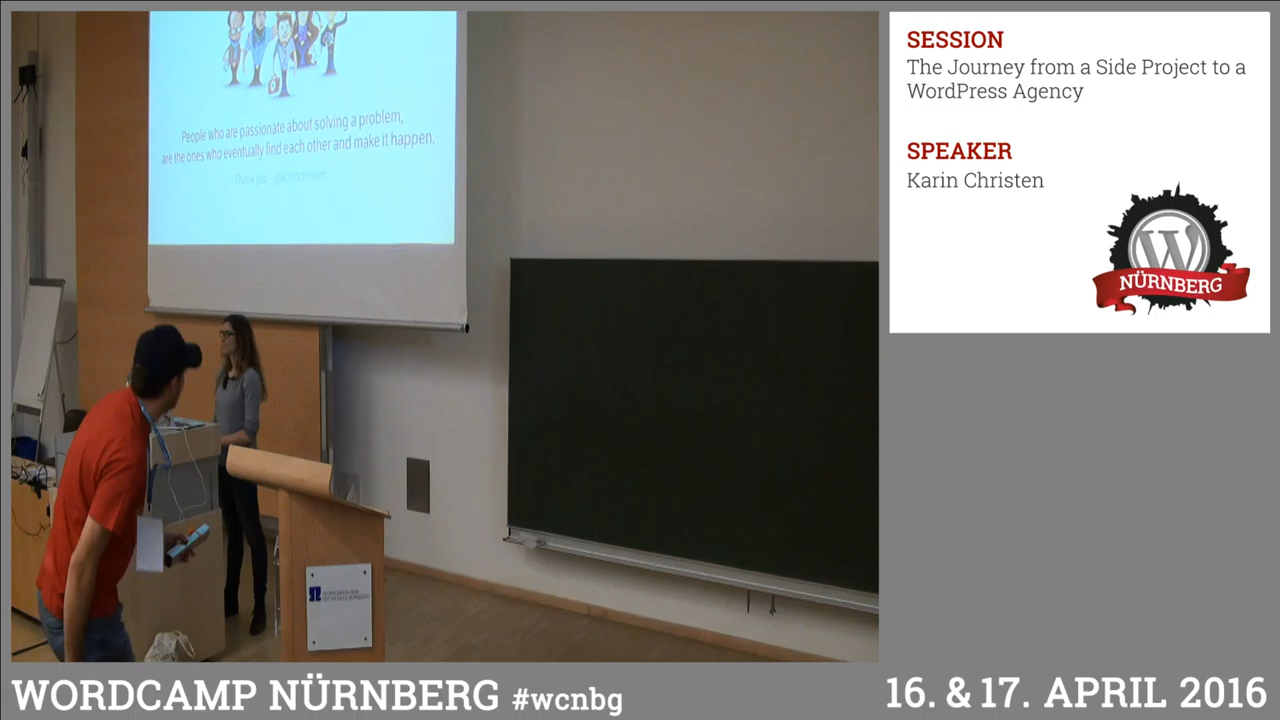 People who are passionate about solving a problem,
are the ones who eventually find each other and make it happen.
Thank you -
SESSION
The Journey from a Side Project to a
WordPress Agency
SPEAKER
Karin Christen
W
NÜRNBERG
WORDCAMP NÜRNBERG #wcnbg
16. & 17. APRIL 2016